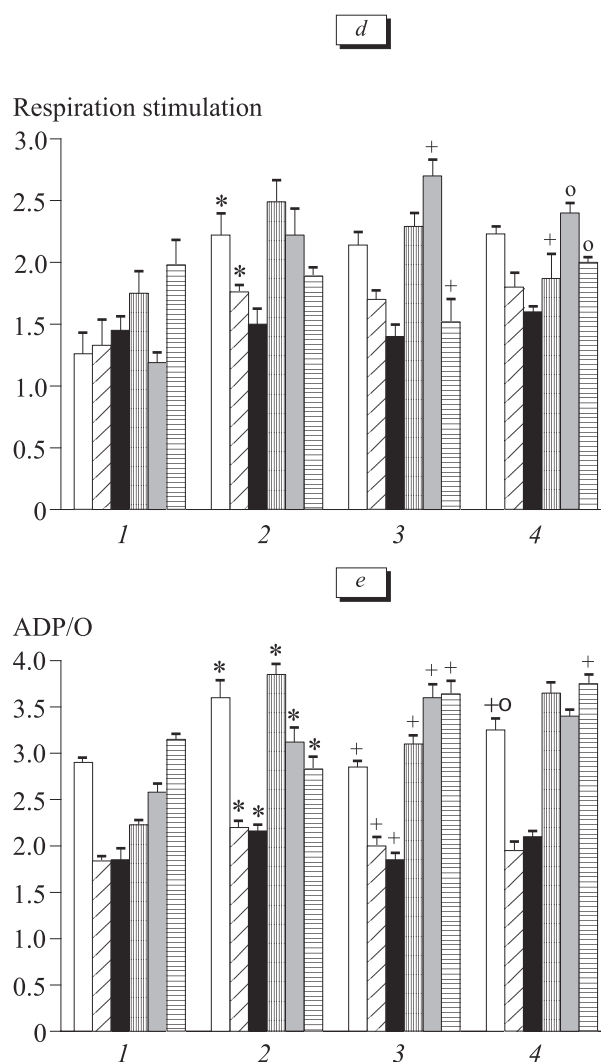 d
Respiration stimulation
3.0
2.5
2.0
1.5
1.0
0.5
0
* * + + + o o
1 2 3 4
e
ADP/O
4.0
3.5
3.0
2.5
2.0
1.5
1.0
0.5
0
* * * * * * + + + + + + +o +
1 2 3 4